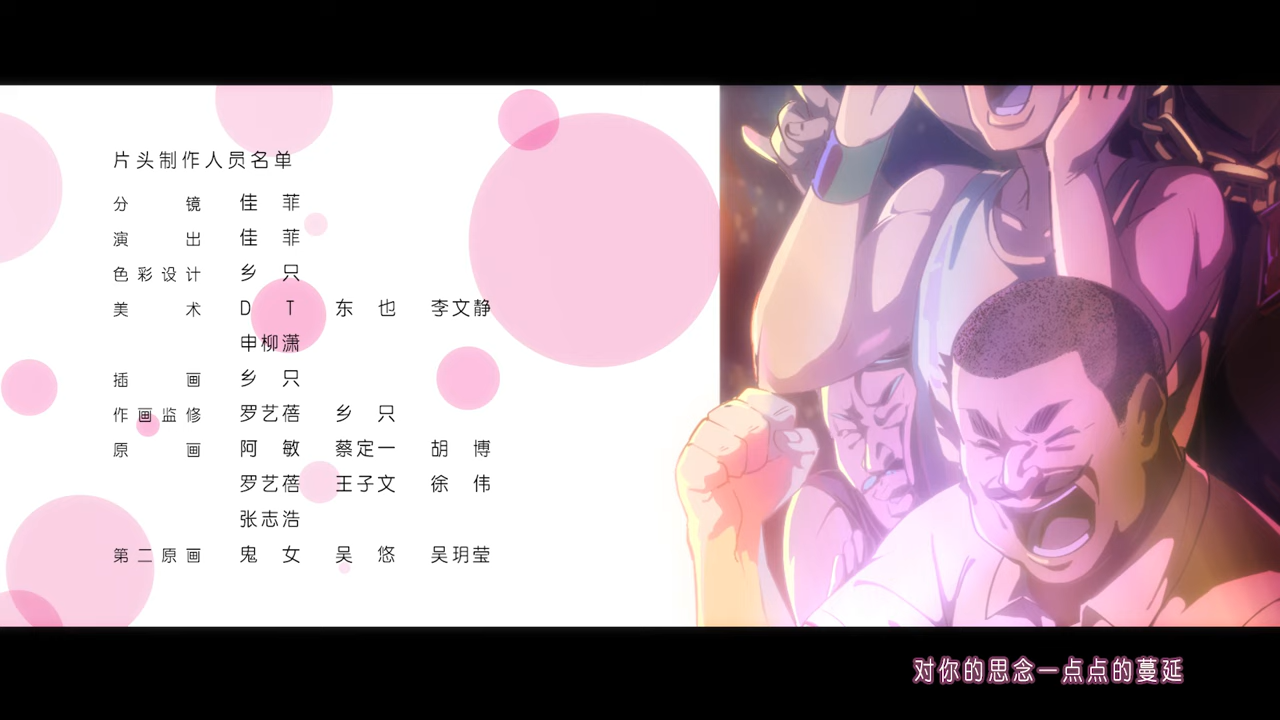 片头制作人员名单
分镜 佳菲
演出 佳菲
色彩设计 乡只
美术 DT 东也 李文静
申柳潇
插画 乡只
作画监修 罗艺蓓 乡只
原画 阿敏 蔡定一 胡博
罗艺蓓 王子文 徐伟
张志浩
第二原画 鬼女 吴悠 吴玥莹
对你的思念一点点的蔓延